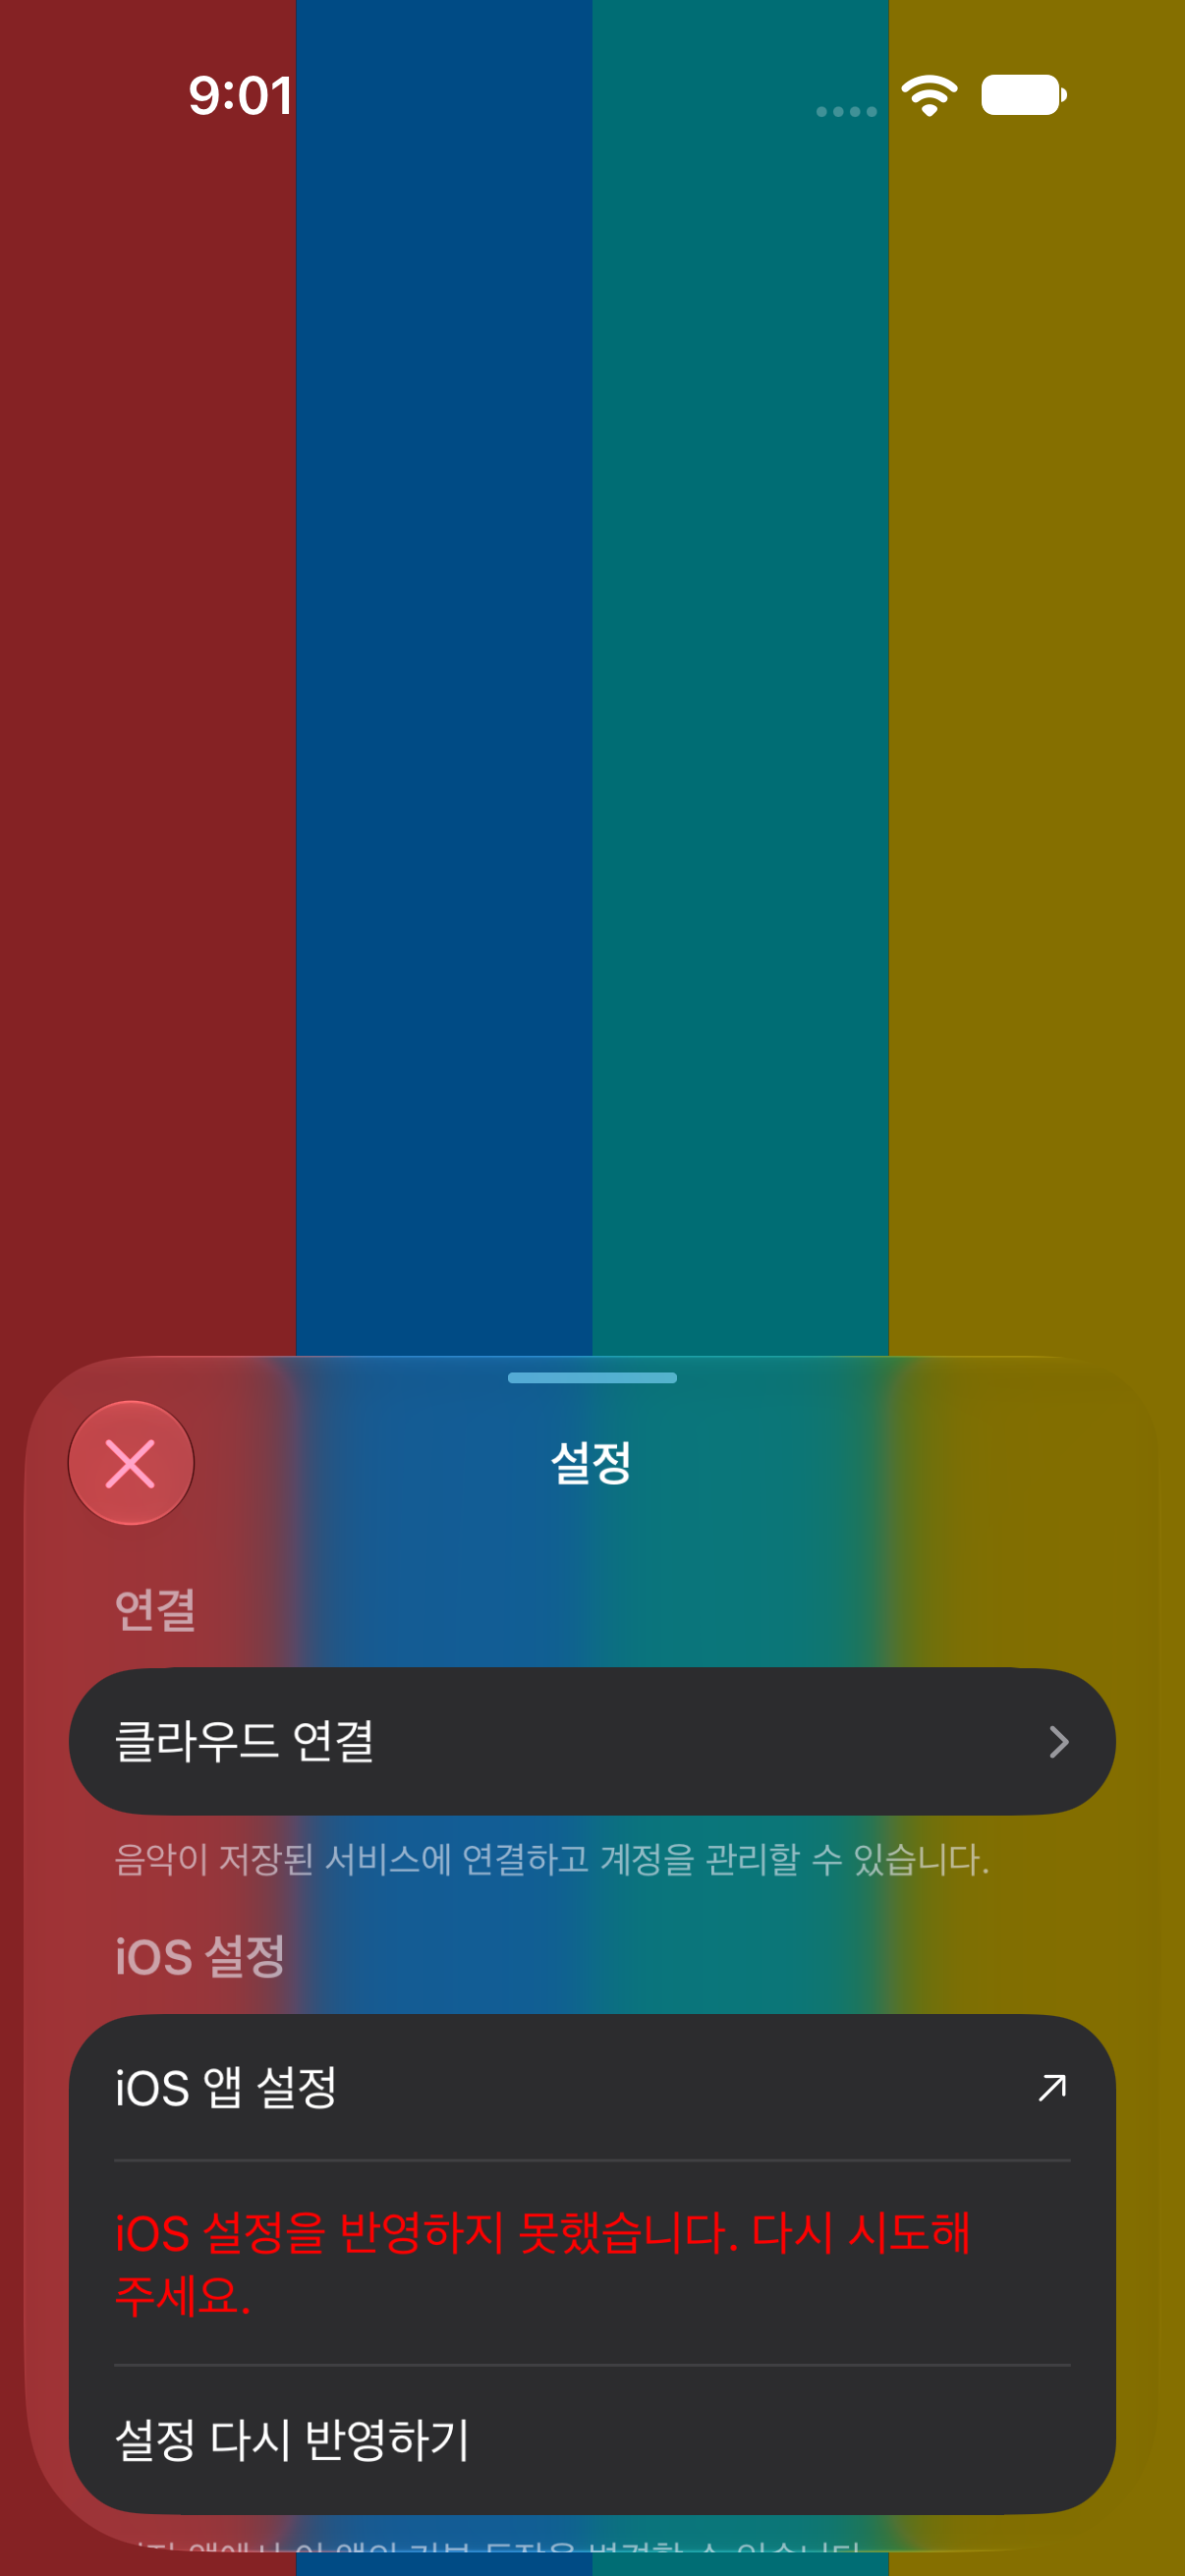 9:01
설정
연결
클라우드 연결
음악이 저장된 서비스에 연결하고 계정을 관리할 수 있습니다.
iOS 설정
iOS 앱 설정
iOS 설정을 반영하지 못했습니다. 다시 시도해
주세요.
설정 다시 반영하기